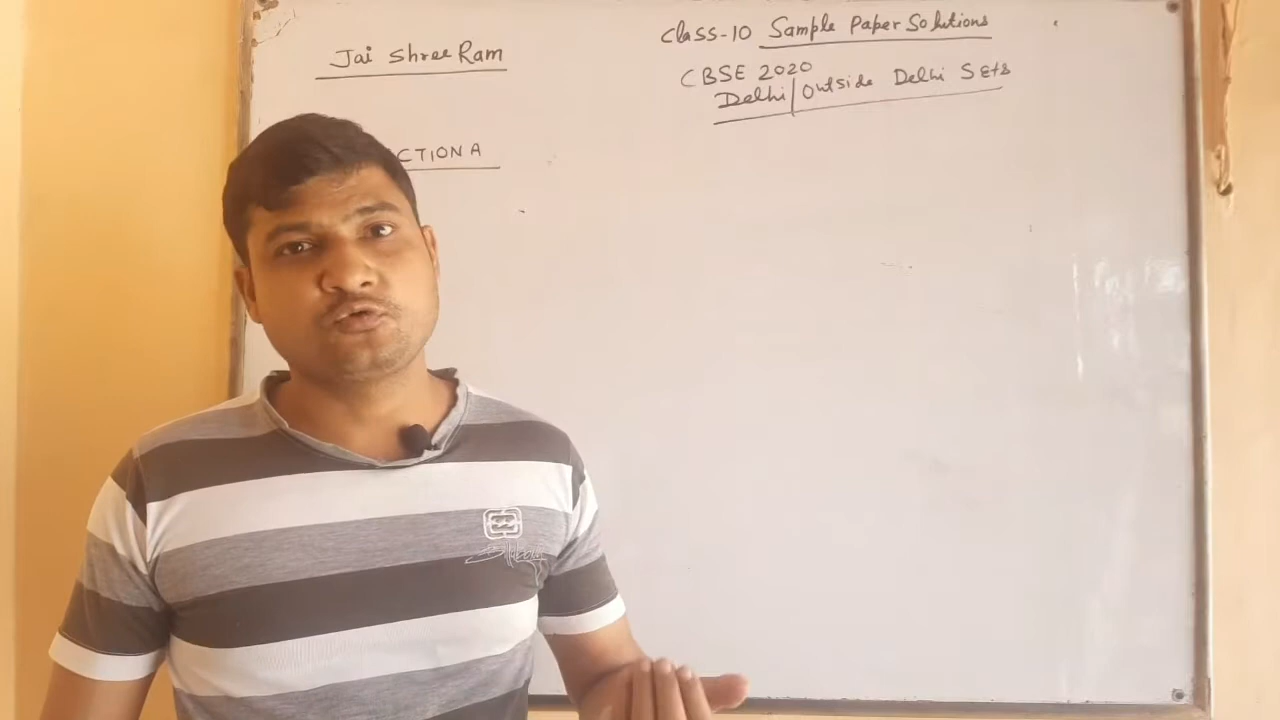 Jai Shree Ram
Class-10 Sample Paper Solutions
CBSE 2020
Delhi/Outside Delhi Sets
CTION A